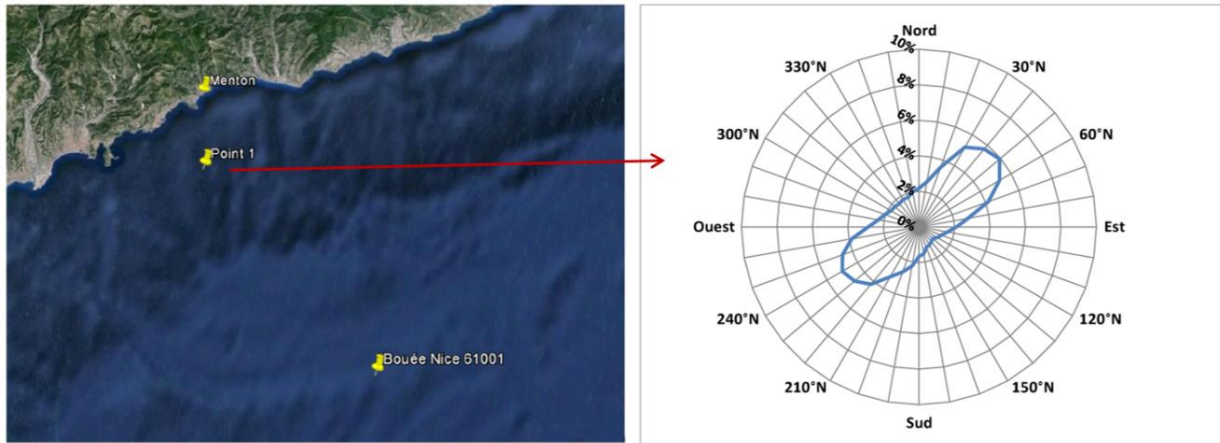 Menton
Point 1
Bouée Nice 61001
Nord
10%
8%
6%
4%
2%
0%
30°N
60°N
Est
120°N
150°N
Sud
210°N
240°N
Ouest
300°N
330°N